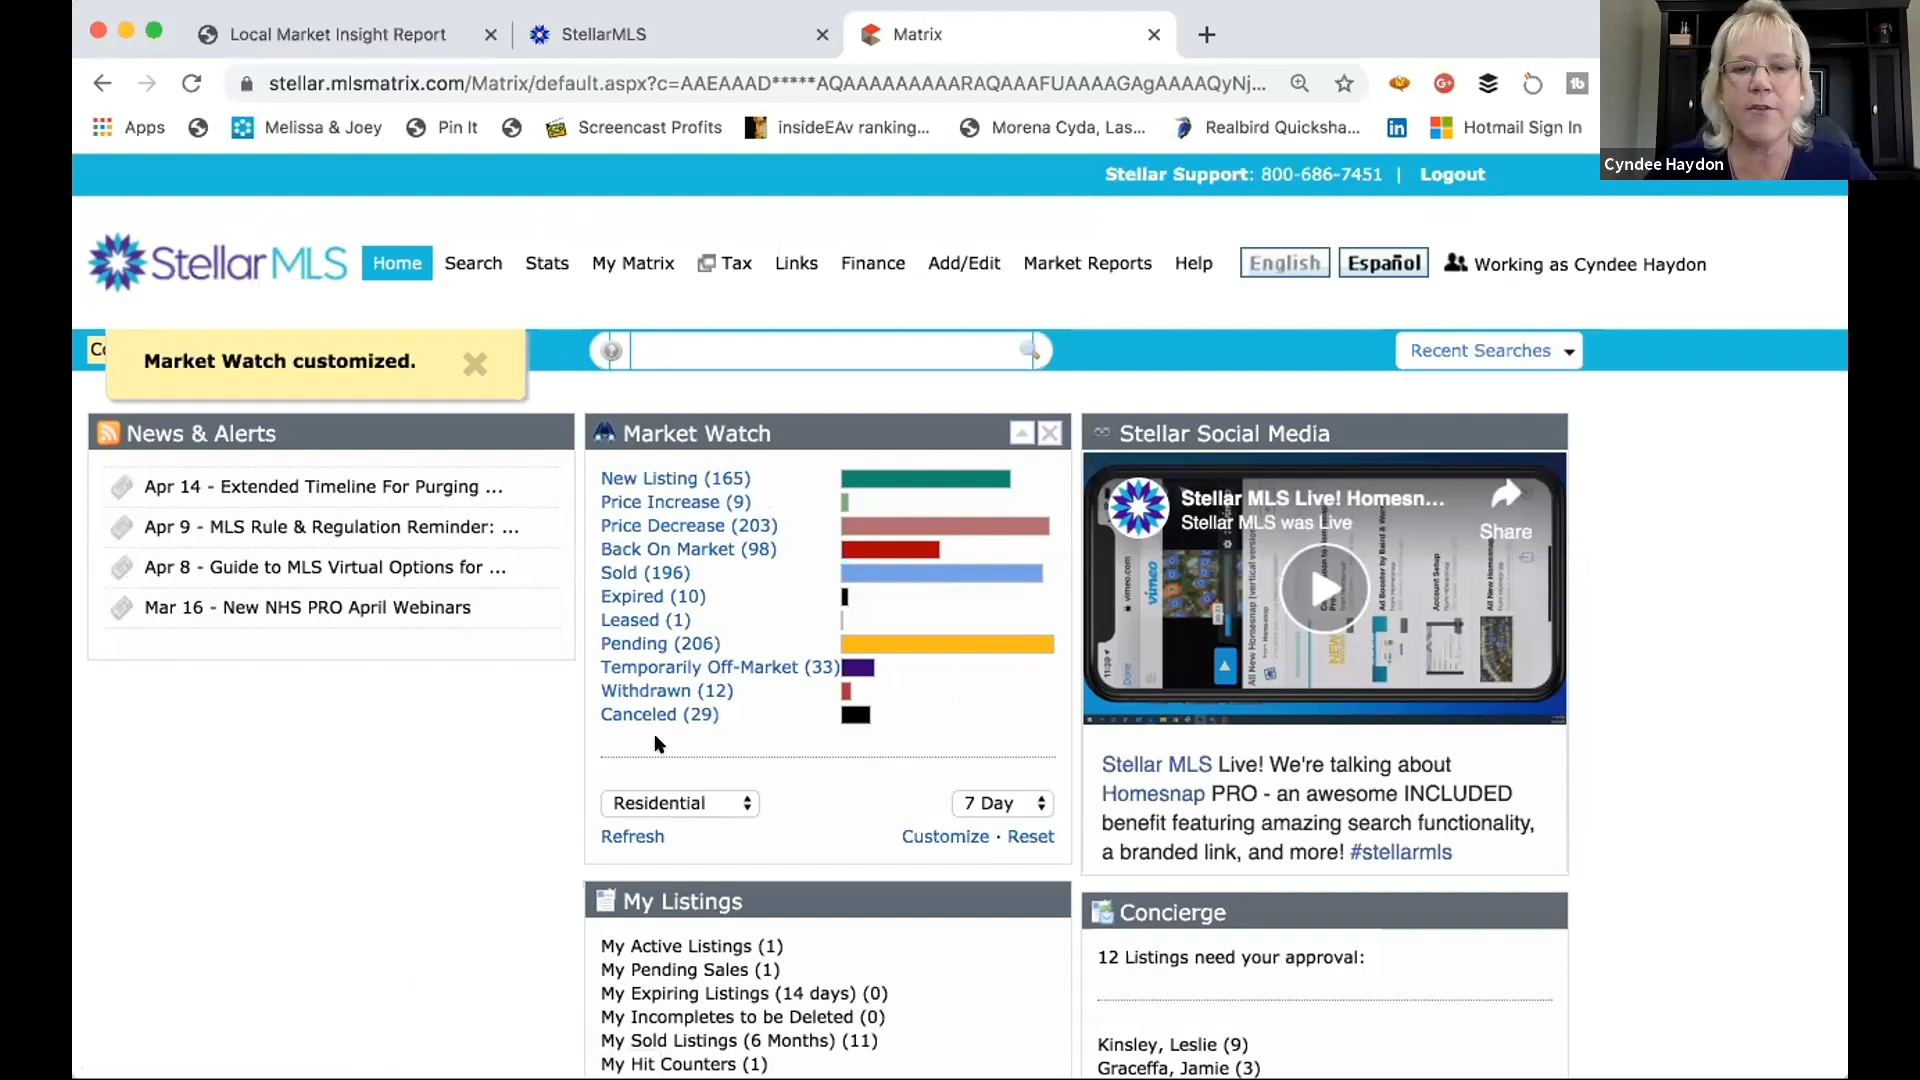 Local Market Insight Report
StellarMLS
Matrix
stellar.mlsmatrix.com/Matrix/default.aspx?c=AAEAAAD*****AQAAAAAAAAARAQAAAFUAAAAGAgAAAAQyNj...
Apps
Melissa & Joey
Pin It
Screencast Profits
insideEAv ranking...
Morena Cyda, Las...
Realbird Quicksha...
in
Hotmail Sign In
G+
tb
Cyndee Haydon
Stellar Support: 800-686-7451 | Logout
StellarMLS
Home
Search
Stats
My Matrix
Tax
Links
Finance
Add/Edit
Market Reports
Help
English
Español
Working as Cyndee Haydon
Market Watch customized.
Recent Searches
News & Alerts
Apr 14 - Extended Timeline For Purging ...
Apr 9 - MLS Rule & Regulation Reminder: ...
Apr 8 - Guide to MLS Virtual Options for ...
Mar 16 - New NHS PRO April Webinars
Market Watch
New Listing (165)
Price Increase (9)
Price Decrease (203)
Back On Market (98)
Sold (196)
Expired (10)
Leased (1)
Pending (206)
Temporarily Off-Market (33)
Withdrawn (12)
Canceled (29)
Residential
7 Day
Refresh
Customize · Reset
My Listings
My Active Listings (1)
My Pending Sales (1)
My Expiring Listings (14 days) (0)
My Incompletes to be Deleted (0)
My Sold Listings (6 Months) (11)
My Hit Counters (1)
Stellar Social Media
Stellar MLS Live! Homesn...
Stellar MLS was Live
Share
vimeo
Stellar MLS Live! We're talking about
Homesnap PRO - an awesome INCLUDED
benefit featuring amazing search functionality,
a branded link, and more! #stellarmls
Concierge
12 Listings need your approval:
Kinsley, Leslie (9)
Graceffa, Jamie (3)